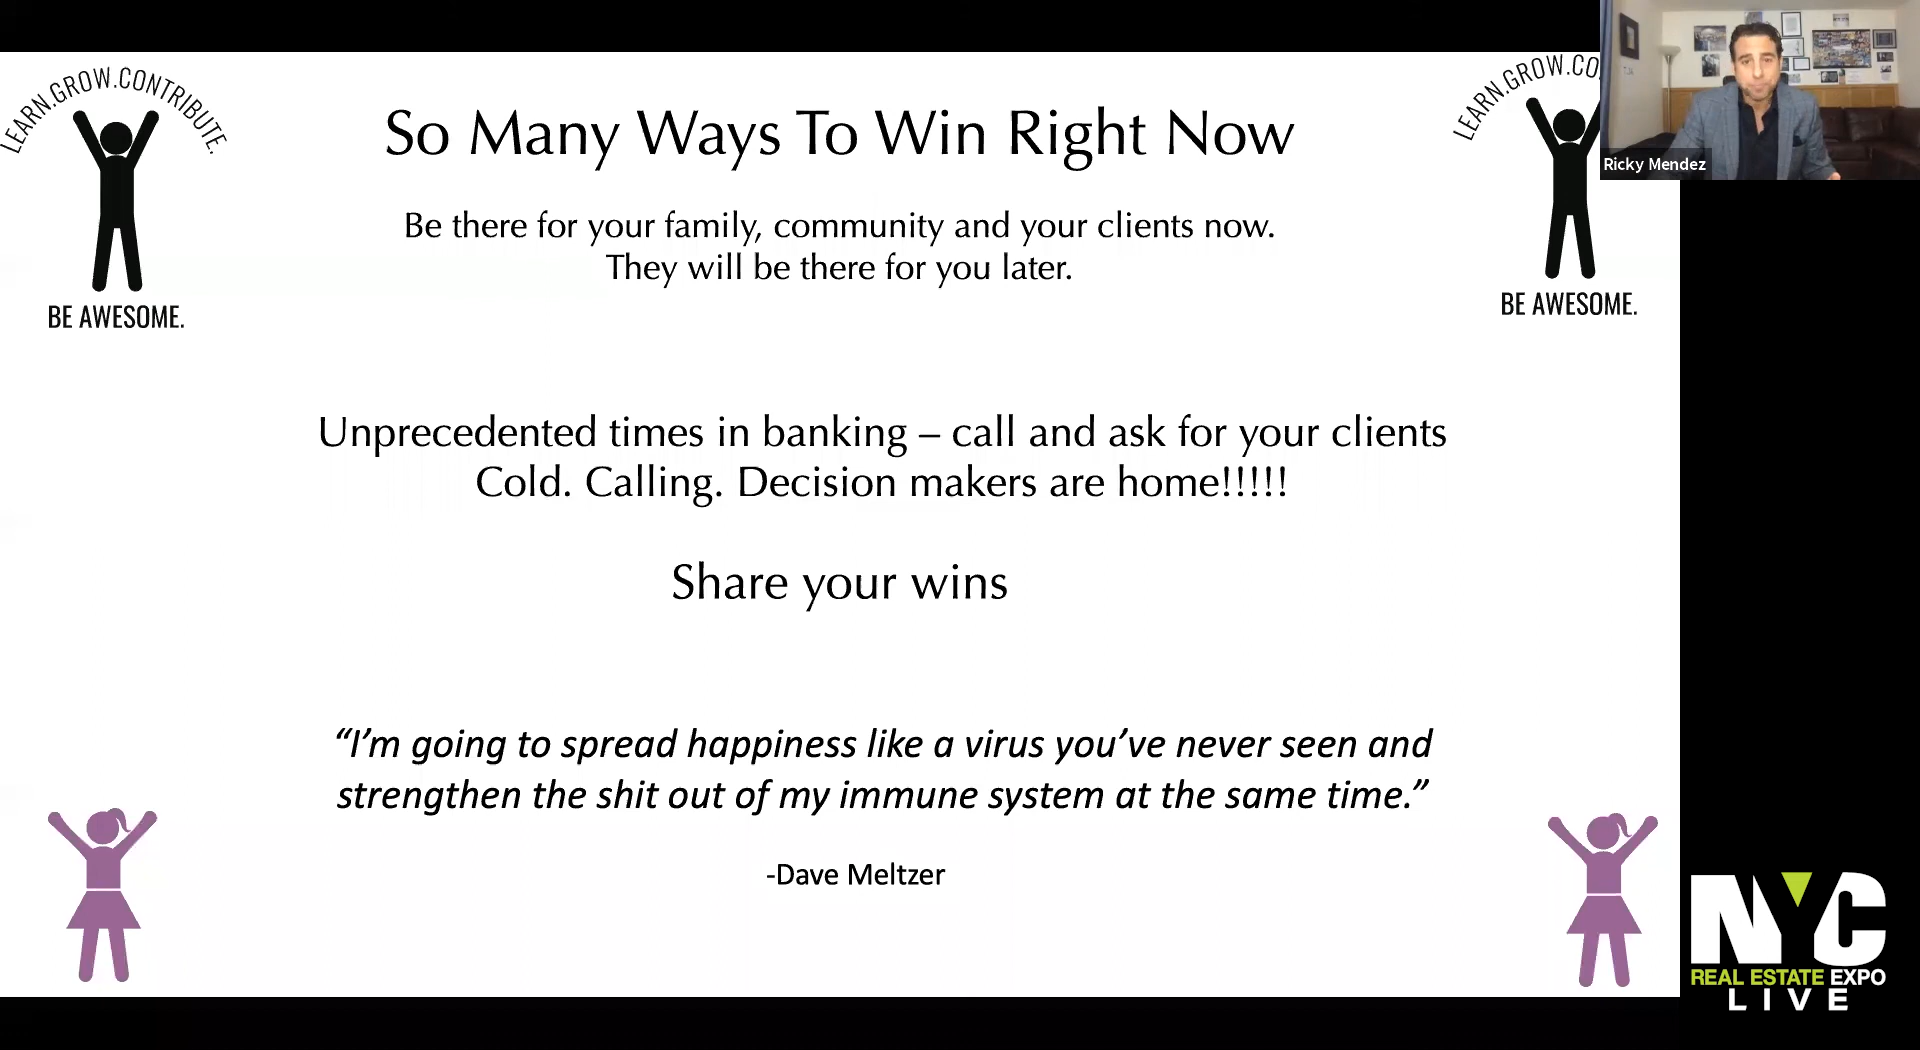 LEARN.GROW.CONTRIBUTE.
BE AWESOME.
So Many Ways To Win Right Now
Be there for your family, community and your clients now.
They will be there for you later.
Unprecedented times in banking – call and ask for your clients
Cold. Calling. Decision makers are home!!!!!
Share your wins
“I’m going to spread happiness like a virus you’ve never seen and
strengthen the shit out of my immune system at the same time.”
-Dave Meltzer
LEARN.GROW.CO
BE AWESOME.
Ricky Mendez
NYC
REAL ESTATE EXPO
LIVE